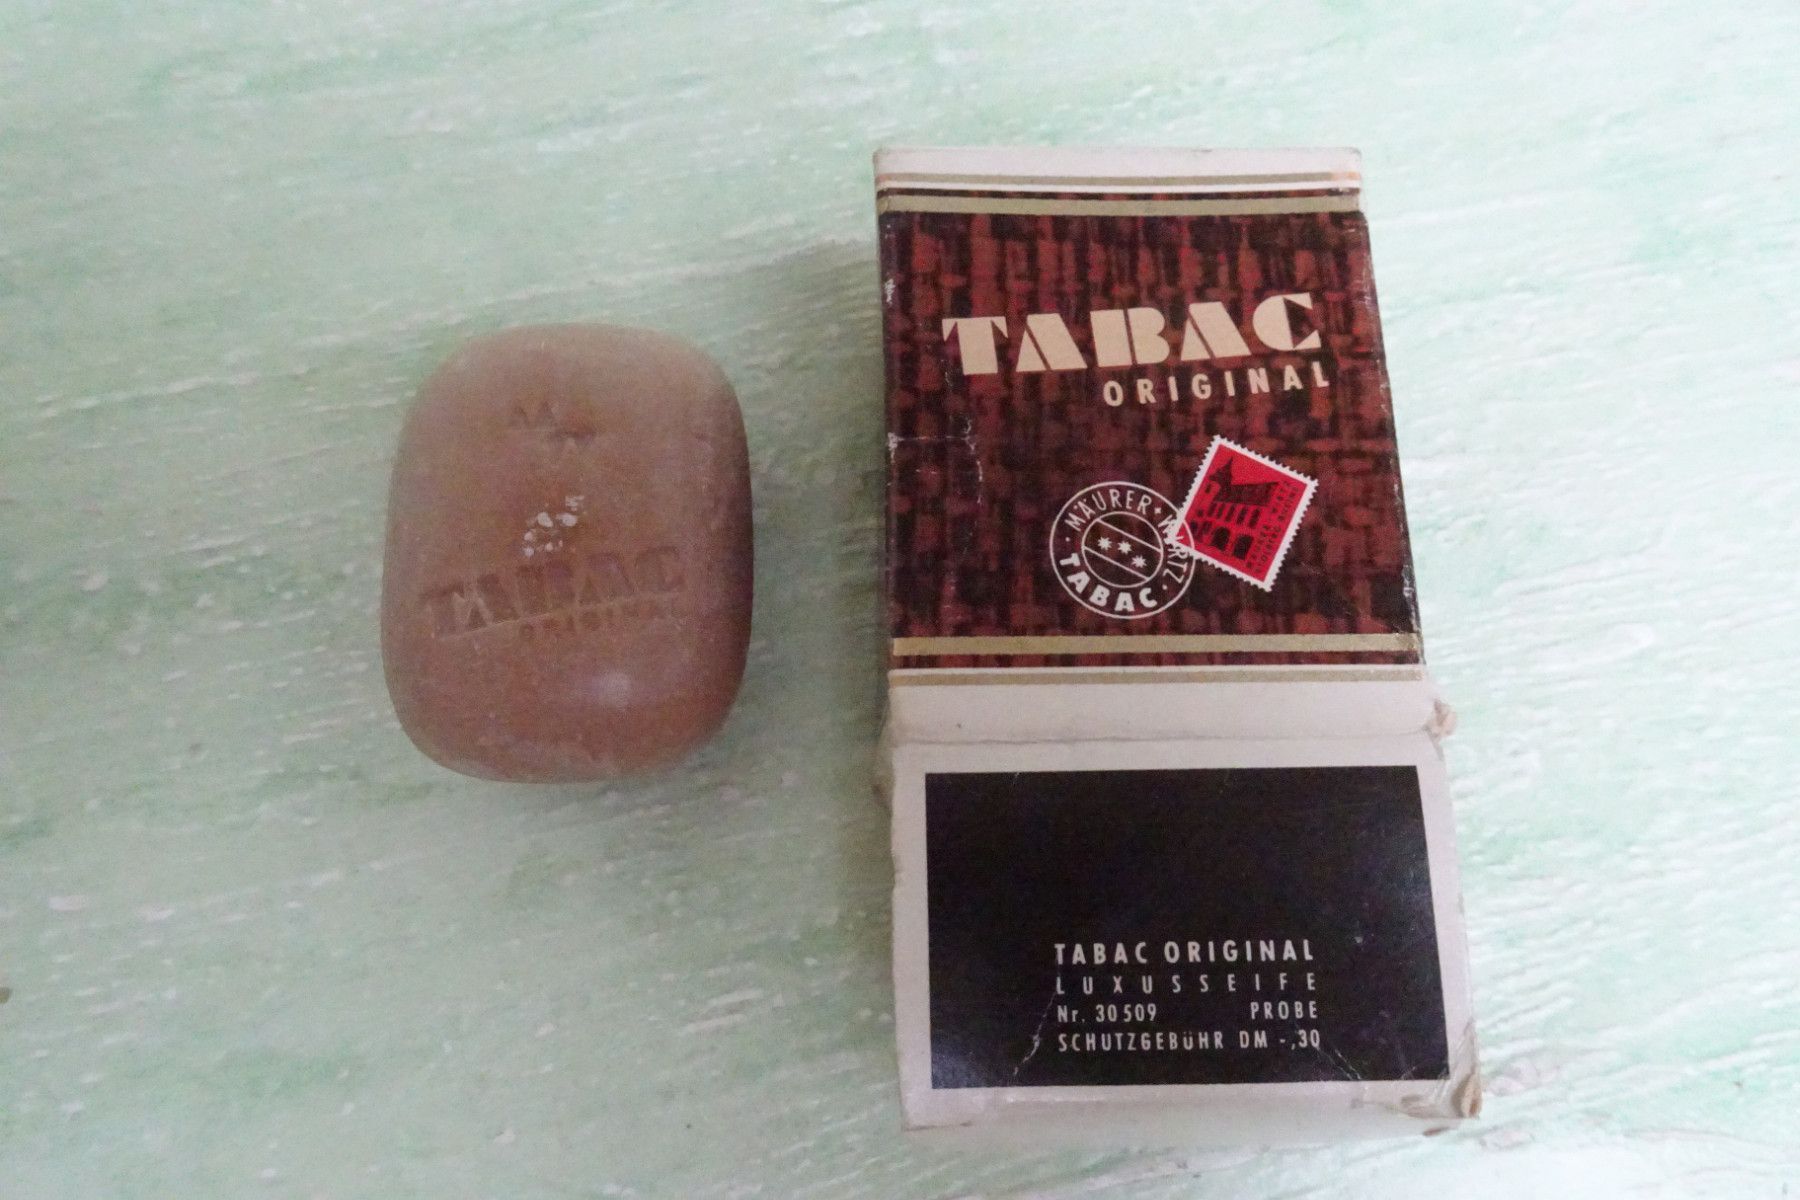 TABAC
ORIGINAL
TABAC
ORIGINAL
MÄURER + WIRTZ
TABAC
TABAC ORIGINAL
LUXUSSEIFE
Nr. 30509 PROBE
SCHUTZGEBÜHR DM -,30